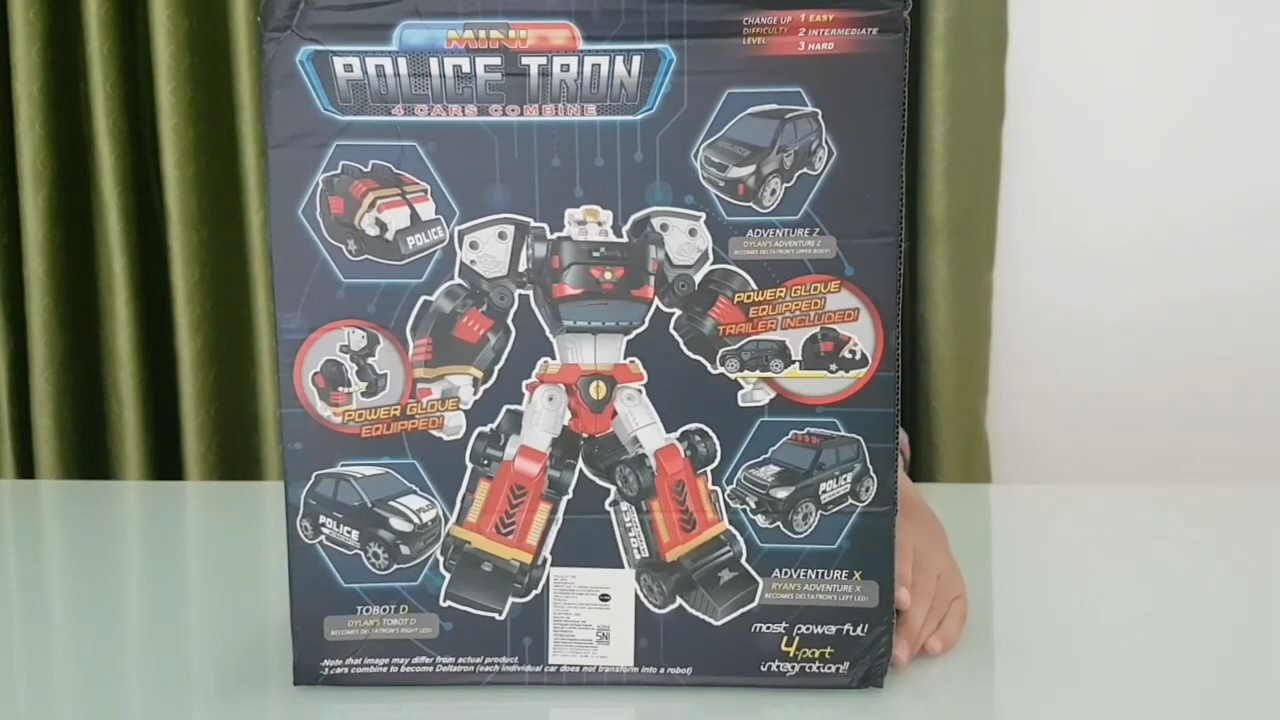 MINI
POLICE TRON
4 CARS COMBINE
CHANGE UP DIFFICULTY LEVEL
1 EASY
2 INTERMEDIATE
3 HARD
POLICE
ADVENTURE Z
DYLAN'S ADVENTURE Z
BECOMES DELTATRON'S UPPER BODY!
POWER GLOVE
EQUIPPED!
TRAILER INCLUDED!
POWER GLOVE
EQUIPPED!
POLICE
POLICE
POLICE
TOBOT D
DYLAN'S TOBOT D
BECOMES DELTATRON'S RIGHT LEG!
ADVENTURE X
RYAN'S ADVENTURE X
BECOMES DELTATRON'S LEFT LEG!
SNI
most powerful!
4-part
integration!!
-Note that image may differ from actual product.
-3 cars combine to become Deltatron (each individual car does not transform into a robot)